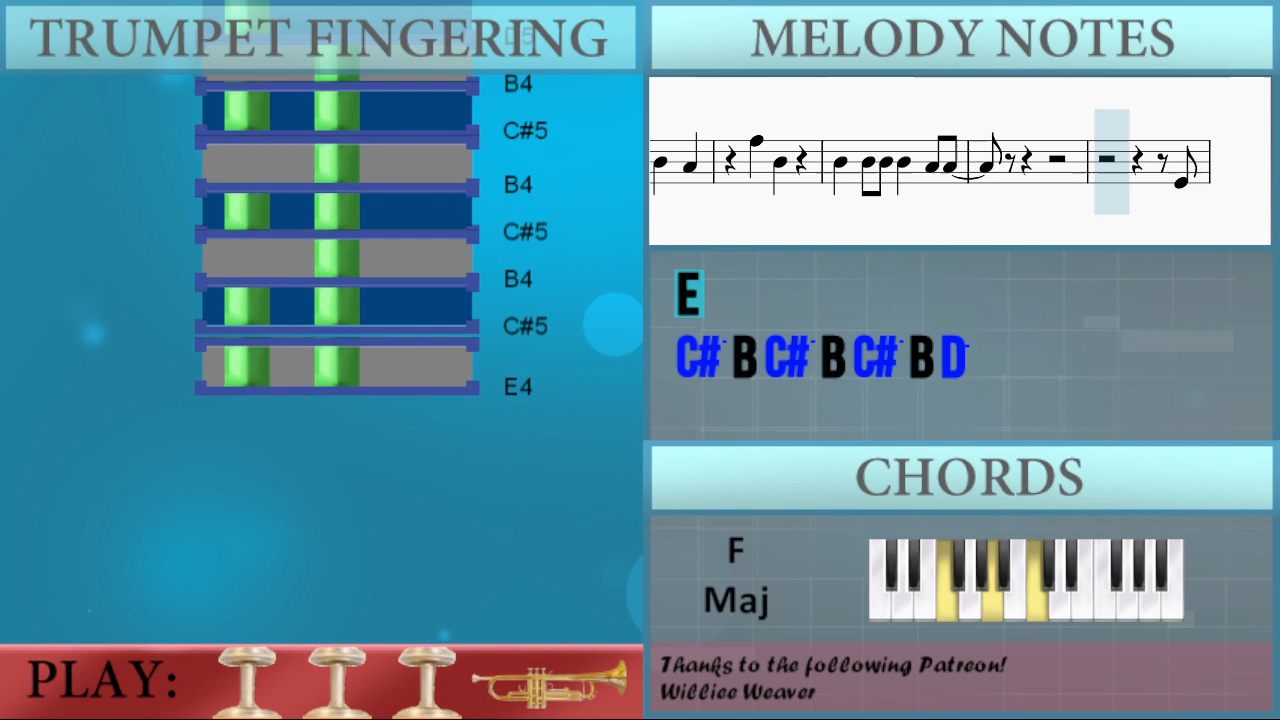 TRUMPET FINGERING
D5
B4
C#5
B4
C#5
B4
C#5
E4
PLAY:
MELODY NOTES
E
C# B C# B C# B D
CHORDS
F
Maj
Thanks to the following Patreon!
Williee Weaver